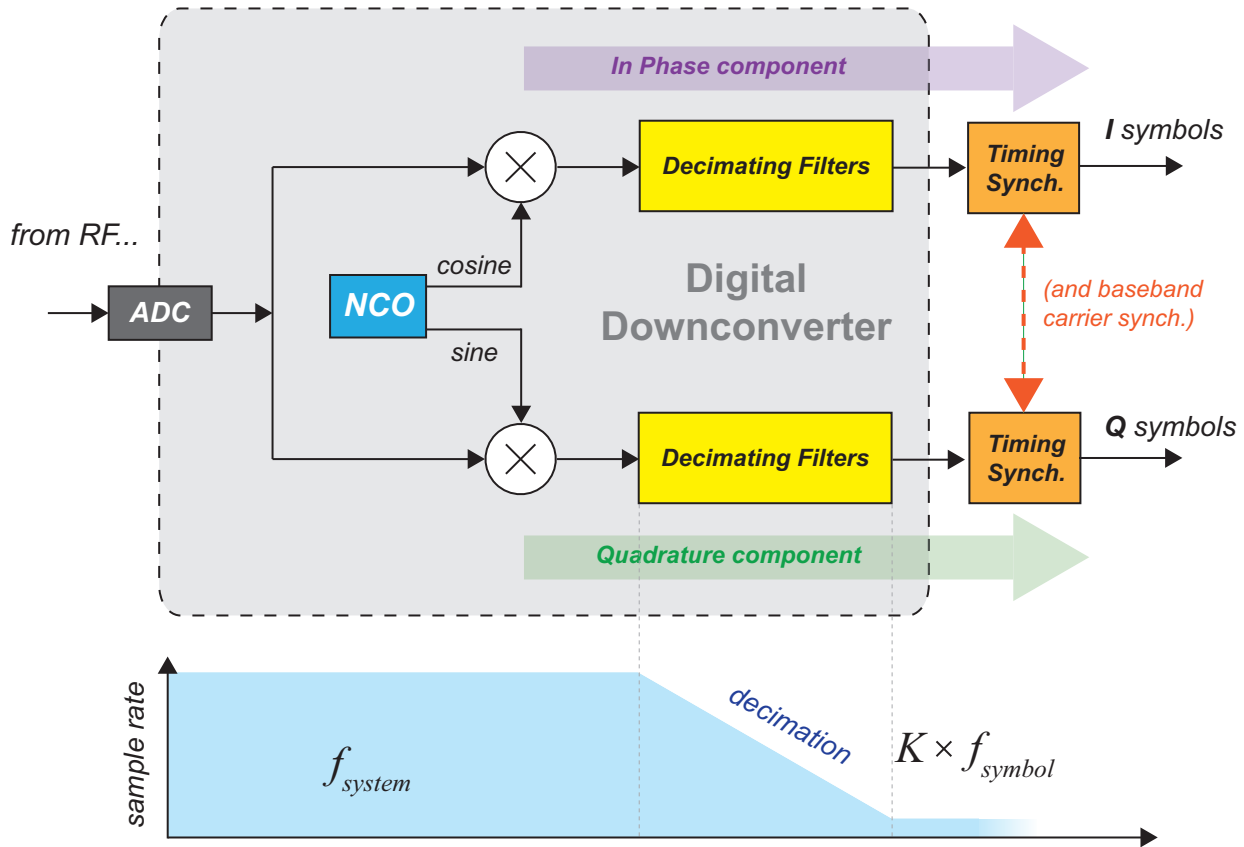 In Phase component
I symbols
Decimating Filters
Timing
Synch.
from RF...
cosine
Digital
Downconverter
NCO
ADC
(and baseband
carrier synch.)
sine
Q symbols
Decimating Filters
Timing
Synch.
Quadrature component
sample rate
decimation
f_system
K × f_symbol